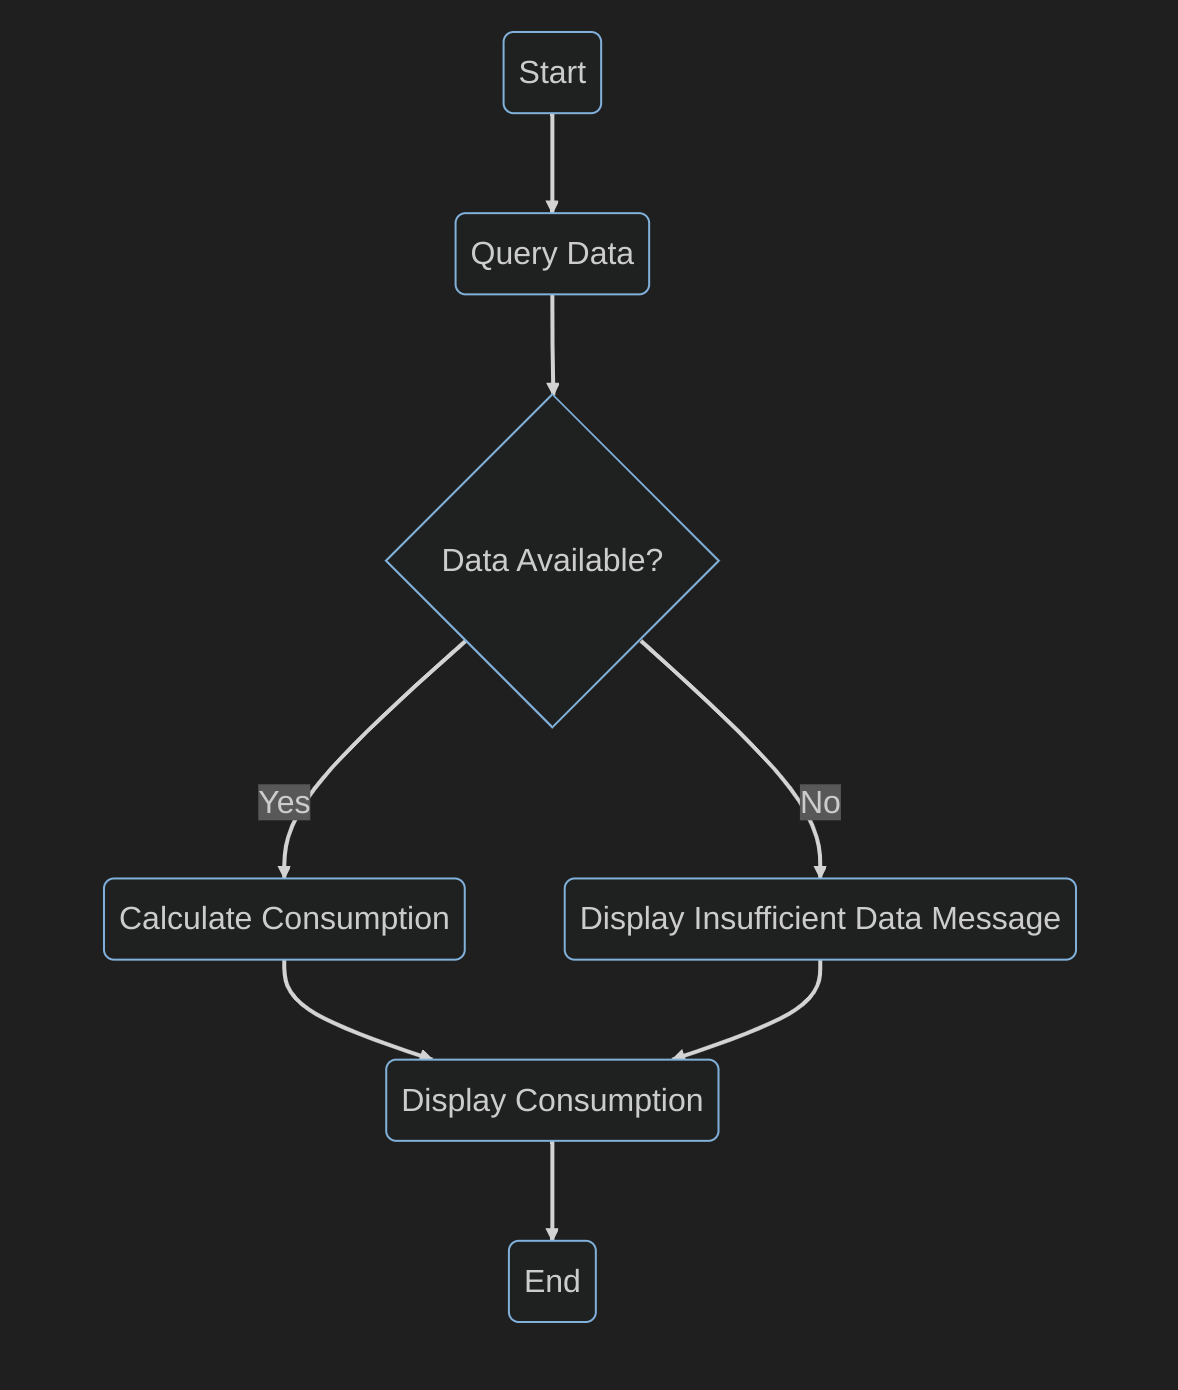 Start
Query Data
Data Available?
Yes
No
Calculate Consumption
Display Insufficient Data Message
Display Consumption
End